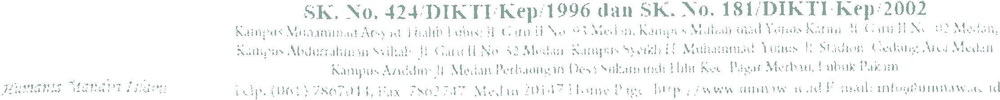 SK. No. 424/DIKTI/Kep/1996 dan SK. No. 181/DIKTI/Kep/2002
Kampus Muhammad Arsyad Thalib Lubis: Jl. Garu II No. 93 Medan, Kampus Muhammad Yunus Karim: Jl. Garu II No. 02 Medan,
Kampus Abdurrahman Syihab: Jl. Garu II No. 52 Medan, Kampus Syeikh H. Muhammad Yunus: Jl. Stadion Gedung Arca Medan
Kampus Aziddin: Jl. Medan Perbaungan Desa Sukamandi Hilir Kec. Pagar Merbau, Lubuk Pakam
Humanis Mandiri Islami
Telp. (061) 7867044, Fax. 7862747 Medan 20147 Home Page: http://www.umnaw.ac.id E-mail: info@umnaw.ac.id